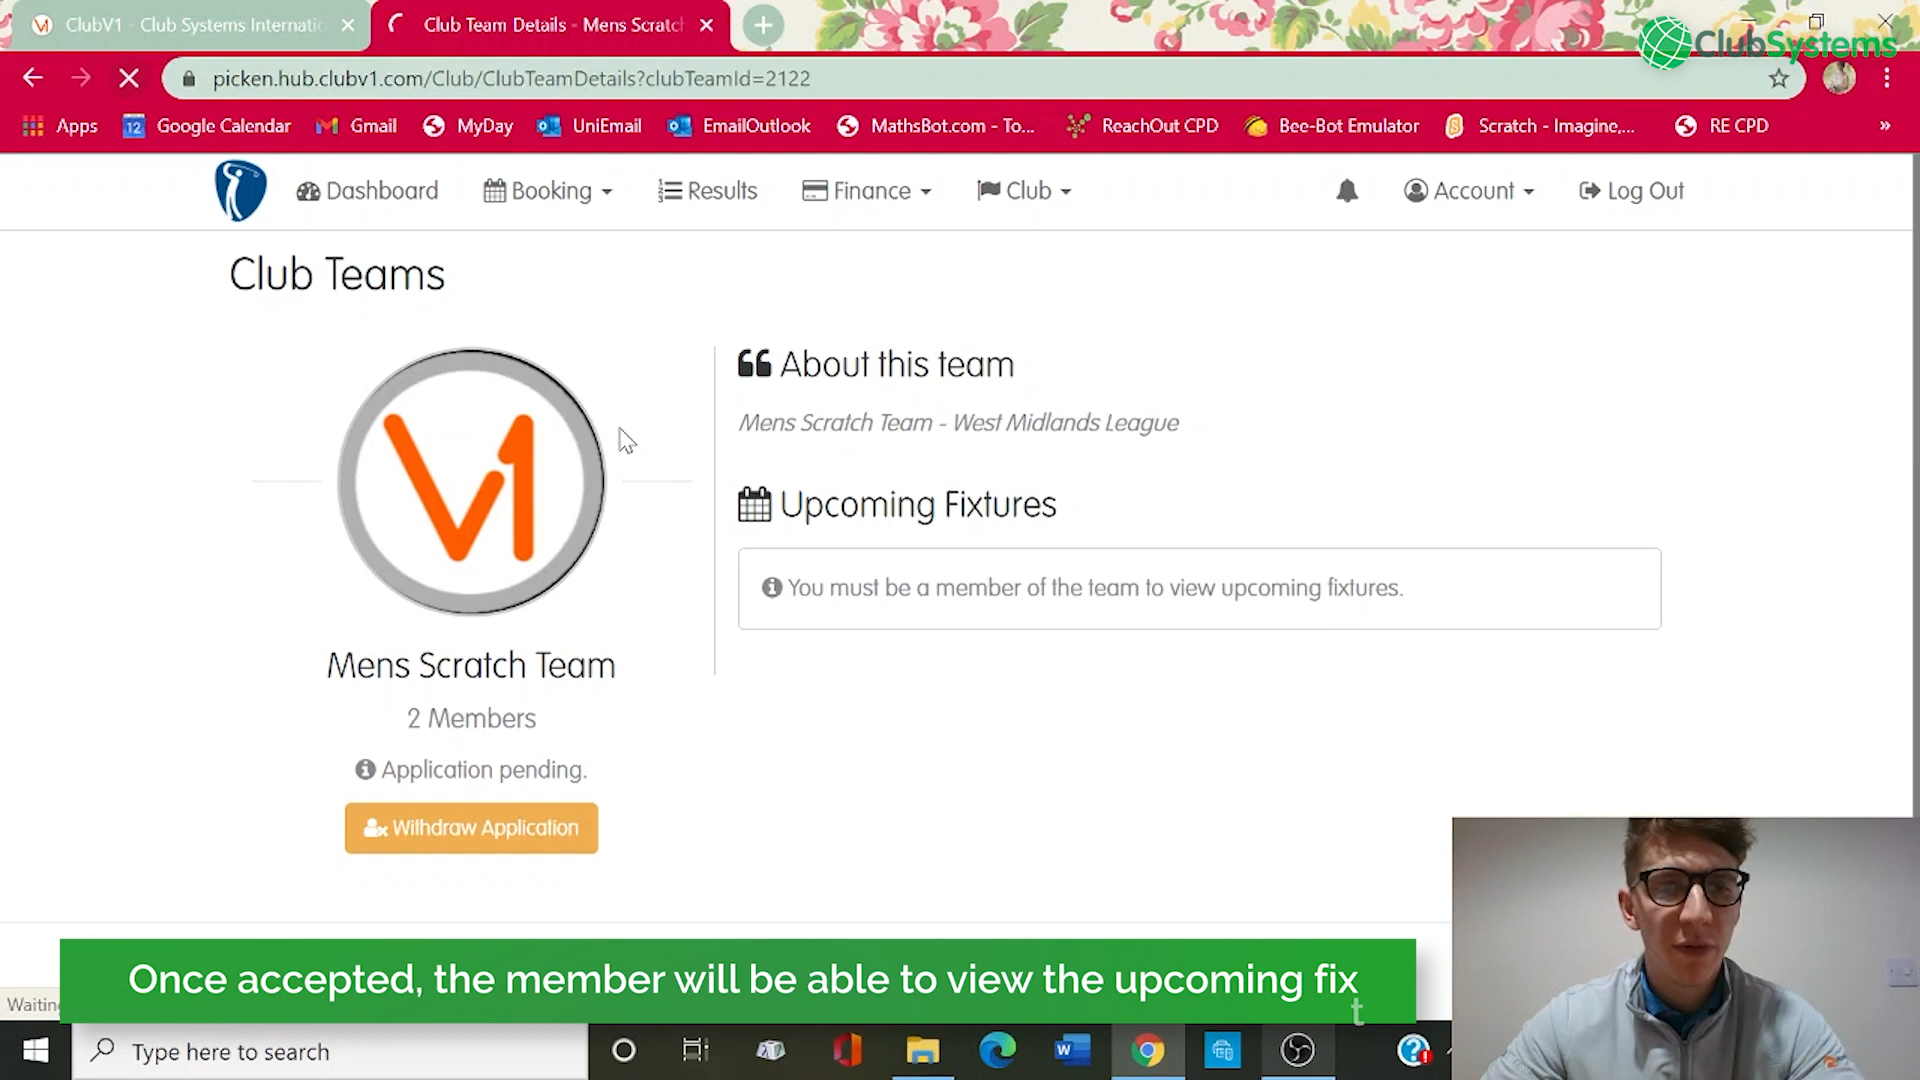 ClubV1 - Club Systems Internatio
Club Team Details - Mens Scratch
ClubSystems
picken.hub.clubv1.com/Club/ClubTeamDetails?clubTeamId=2122
Apps
12
Google Calendar
Gmail
MyDay
UniEmail
EmailOutlook
MathsBot.com - To...
ReachOut CPD
Bee-Bot Emulator
Scratch - Imagine,...
RE CPD
»
Dashboard
Booking
Results
Finance
Club
Account
Log Out
Club Teams
V1
About this team
Mens Scratch Team - West Midlands League
Upcoming Fixtures
You must be a member of the team to view upcoming fixtures.
Mens Scratch Team
2 Members
Application pending.
Withdraw Application
Once accepted, the member will be able to view the upcoming fixt
Waiting
Type here to search